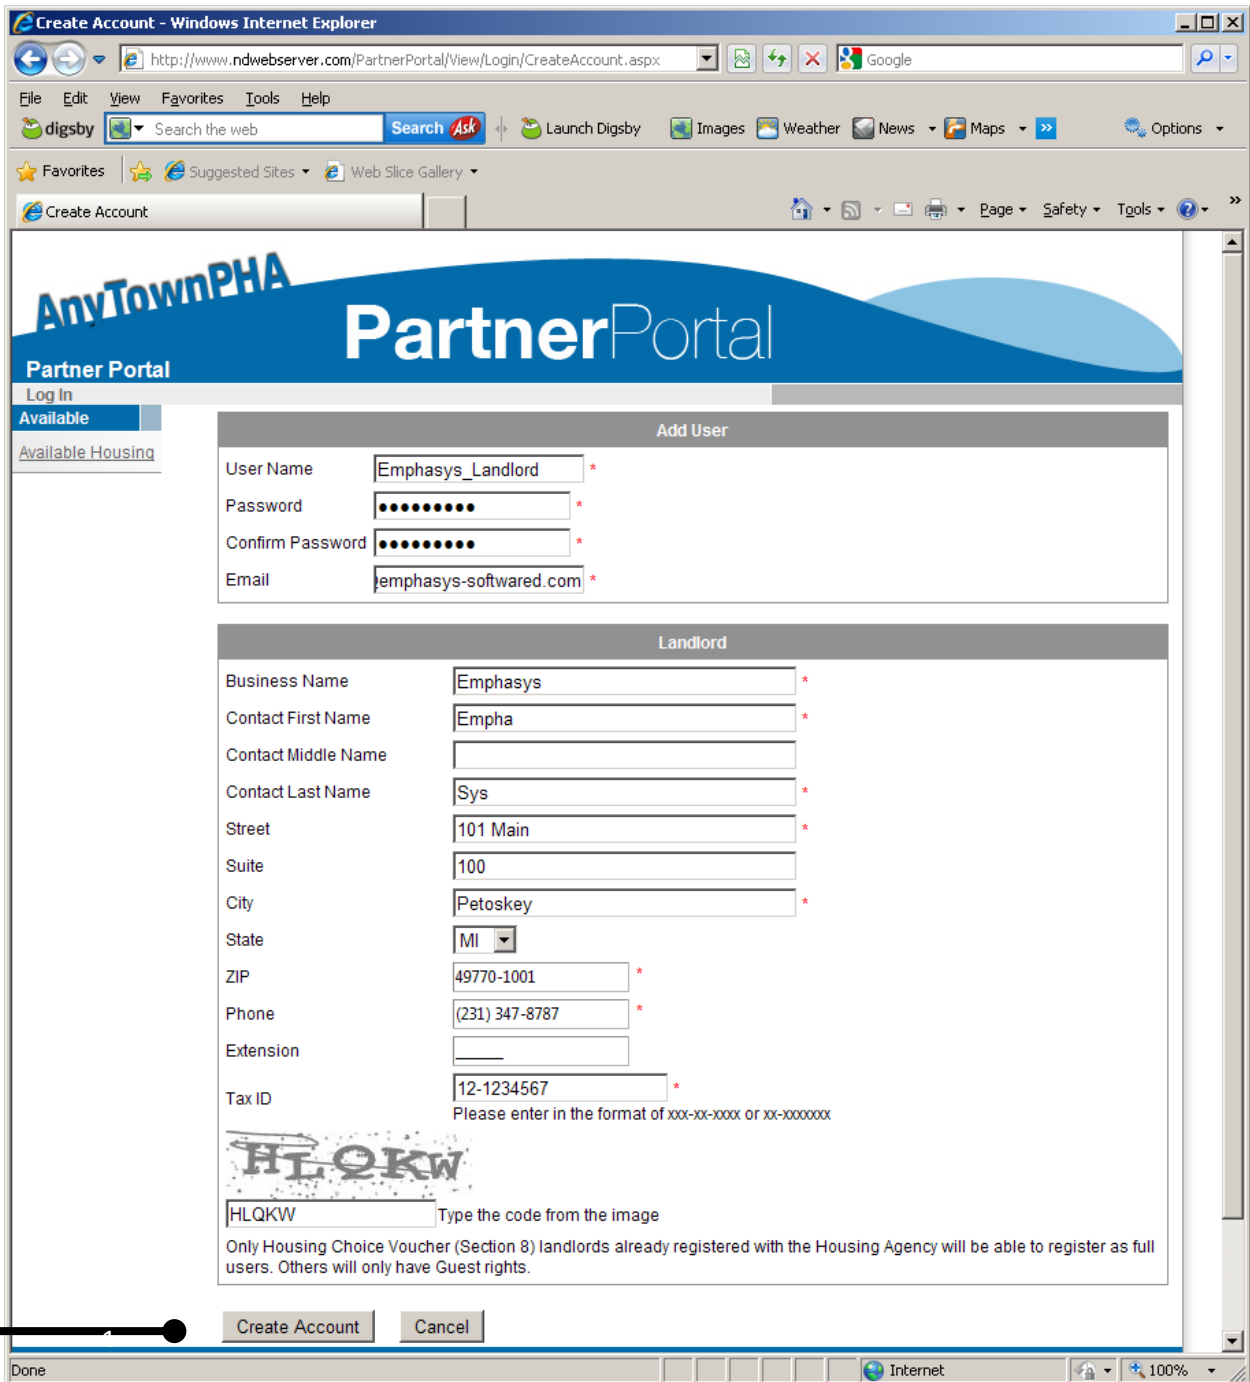 Create Account - Windows Internet Explorer
http://www.ndwebserver.com/PartnerPortal/View/Login/CreateAccount.aspx
Google
File Edit View Favorites Tools Help
digsby Search the web Search Ask Launch Digsby Images Weather News Maps Options
Favorites Suggested Sites Web Slice Gallery
Create Account Page Safety Tools
AnyTownPHA
PartnerPortal
Partner Portal
Log In
Available
Available Housing
Add User
User Name Emphasys_Landlord *
Password ●●●●●●●●● *
Confirm Password ●●●●●●●●● *
Email emphasys-softwared.com *
Landlord
Business Name Emphasys *
Contact First Name Empha *
Contact Middle Name
Contact Last Name Sys *
Street 101 Main *
Suite 100
City Petoskey *
State MI
ZIP 49770-1001 *
Phone (231) 347-8787 *
Extension _____
Tax ID 12-1234567 *
Please enter in the format of xxx-xx-xxxx or xx-xxxxxxx
HLQKW
HLQKW Type the code from the image
Only Housing Choice Voucher (Section 8) landlords already registered with the Housing Agency will be able to register as full
users. Others will only have Guest rights.
Create Account Cancel
Done Internet 100%